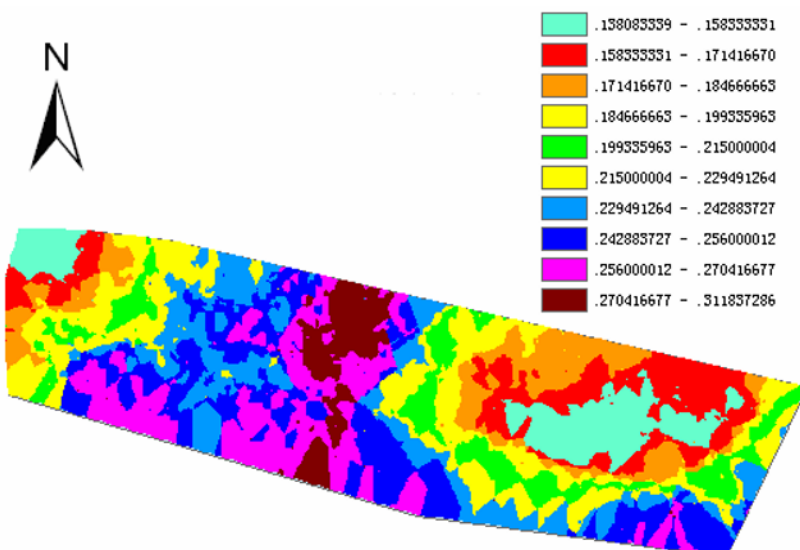 N
.138083339 - .158333331
.158333331 - .171416670
.171416670 - .184666663
.184666663 - .199335963
.199335963 - .215000004
.215000004 - .229491264
.229491264 - .242883727
.242883727 - .256000012
.256000012 - .270416677
.270416677 - .311837286